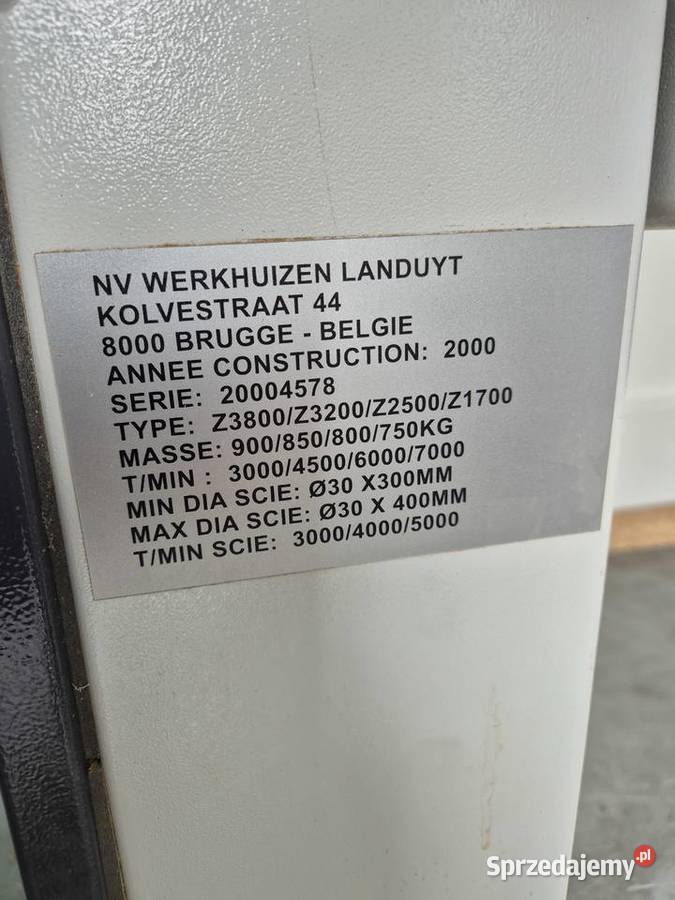 NV WERKHUIZEN LANDUYT
KOLVESTRAAT 44
8000 BRUGGE - BELGIE
ANNEE CONSTRUCTION: 2000
SERIE: 20004578
TYPE: Z3800/Z3200/Z2500/Z1700
MASSE: 900/850/800/750KG
T/MIN : 3000/4500/6000/7000
MIN DIA SCIE: Ø30 X300MM
MAX DIA SCIE: Ø30 X 400MM
T/MIN SCIE: 3000/4000/5000
Sprzedajemy.pl